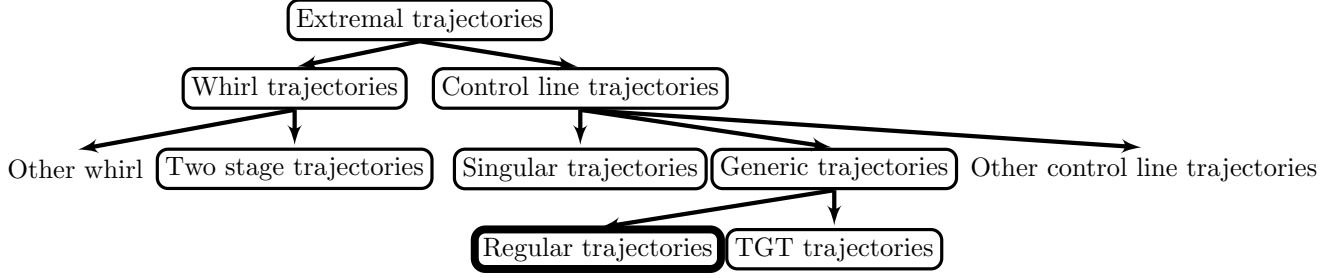 Extremal trajectories
Whirl trajectories
Control line trajectories
Other whirl
Two stage trajectories
Singular trajectories
Generic trajectories
Other control line trajectories
Regular trajectories
TGT trajectories